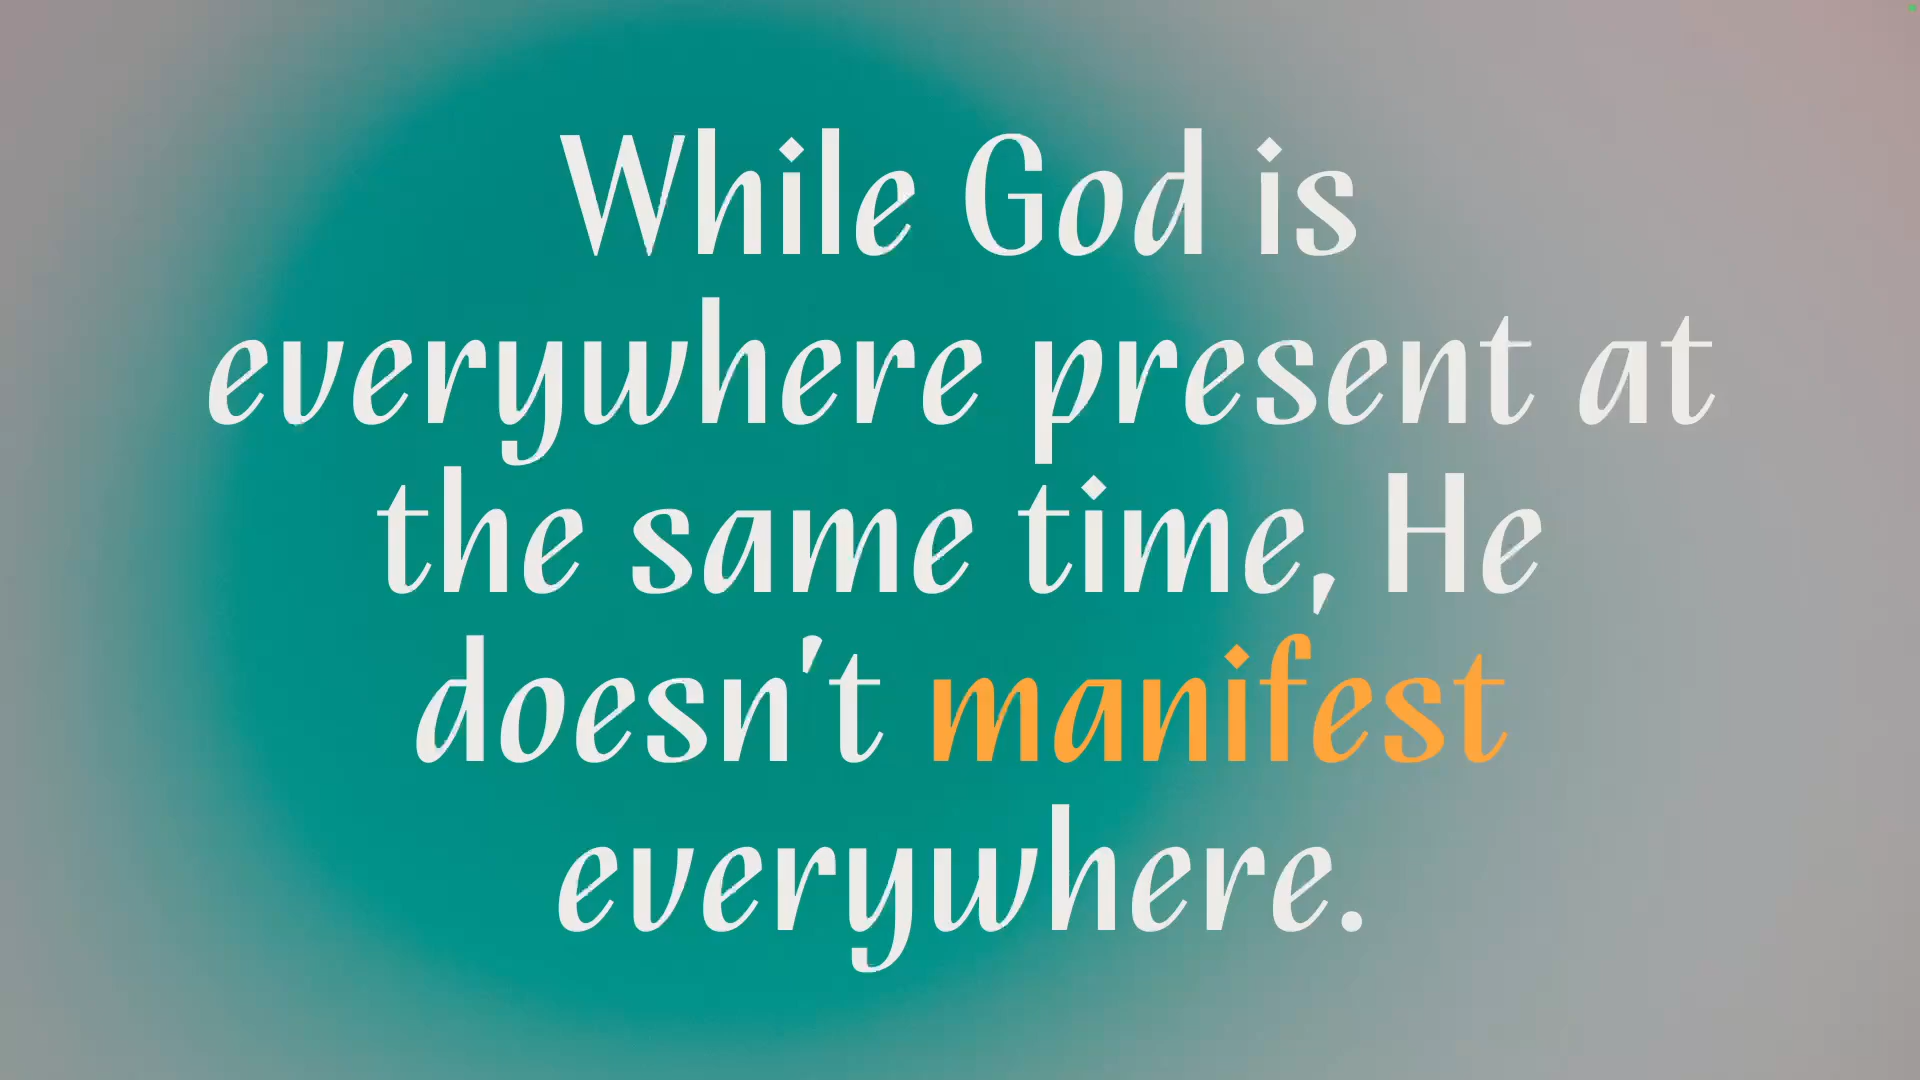 While God is
everywhere present at
the same time, He
doesn't manifest
everywhere.